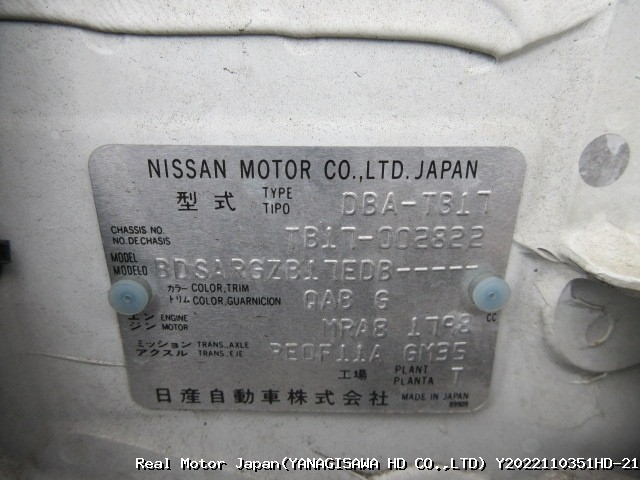 NISSAN MOTOR CO.,LTD. JAPAN
型式 TYPE TIPO DBA-TB17
CHASSIS NO. NO.DE CHASIS TB17-002822
MODEL MODELO BDSARGZB17EDB-----
カラー COLOR,TRIM トリム COLOR,GUARNICION QAB G
エンジン ENGINE MOTOR MRA8 1798 CC
ミッション TRANS.,AXLE アクスル TRANS.,EJE RE0F11A GM35
工場 PLANT PLANTA T
日産自動車株式会社 MADE IN JAPAN
Real Motor Japan(YANAGISAWA HD CO.,LTD) Y2022110351HD-21